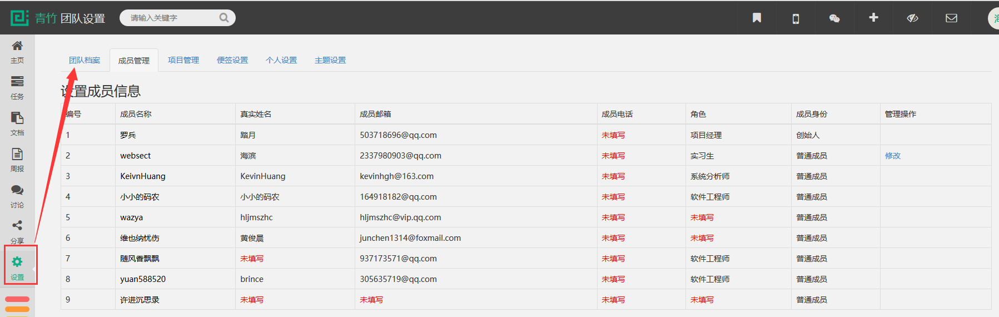 青竹 团队设置 请输入关键字
主页
任务
文档
周报
讨论
分享
设置
团队档案 成员管理 项目管理 便签设置 个人设置 主题设置
设置成员信息
编号 成员名称 真实姓名 成员邮箱 成员电话 角色 成员身份 管理操作
1 罗兵 踏月 503718696@qq.com 未填写 项目经理 创始人
2 websect 海滨 2337980903@qq.com 未填写 实习生 普通成员 修改
3 KeivnHuang KevinHuang kevinhgh@163.com 未填写 系统分析师 普通成员
4 小小的码农 小小的码农 164918182@qq.com 未填写 软件工程师 普通成员
5 wazya hljmszhc hljmszhc@vip.qq.com 未填写 未填写 普通成员
6 维也纳忧伤 黄俊晨 junchen1314@foxmail.com 未填写 未填写 普通成员
7 随风香飘飘 未填写 937173571@qq.com 未填写 软件工程师 普通成员
8 yuan588520 brince 305635719@qq.com 未填写 软件工程师 普通成员
9 许进沉思录 未填写 未填写 未填写 未填写 普通成员